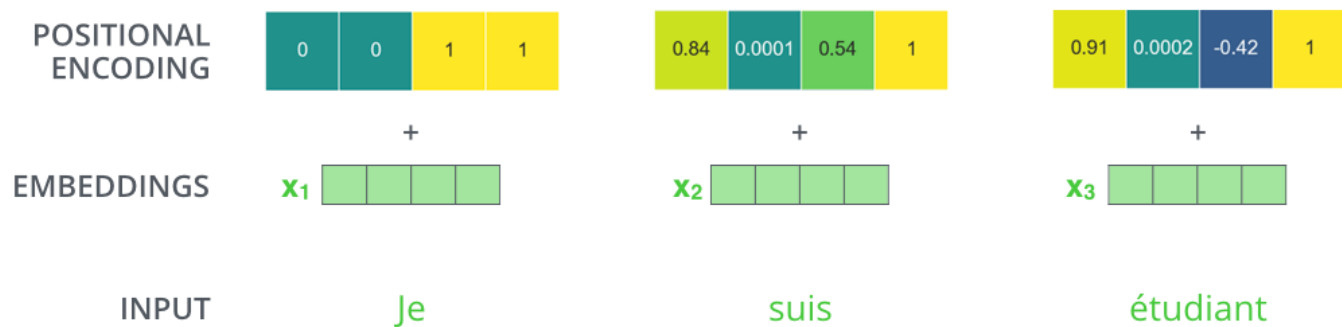 POSITIONAL ENCODING
0 0 1 1
0.84 0.0001 0.54 1
0.91 0.0002 -0.42 1
+ + +
EMBEDDINGS
x1
x2
x3
INPUT
Je
suis
étudiant